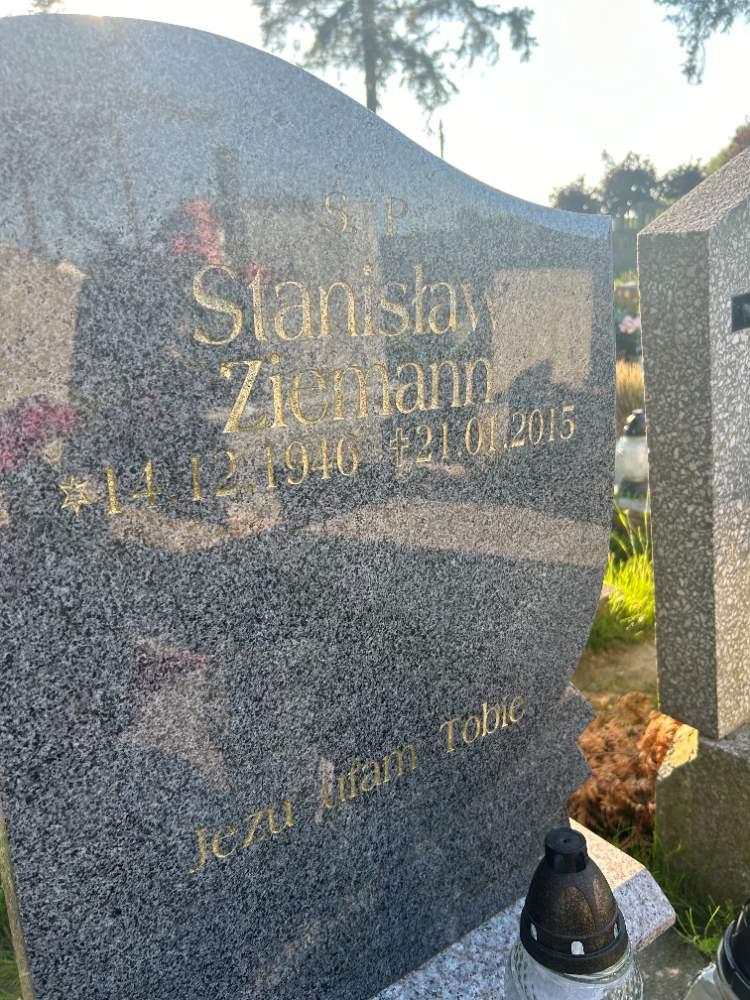 Ś P
Stanisław
Ziemann
14.12.1946 21.01.2015
Jezu ufam Tobie